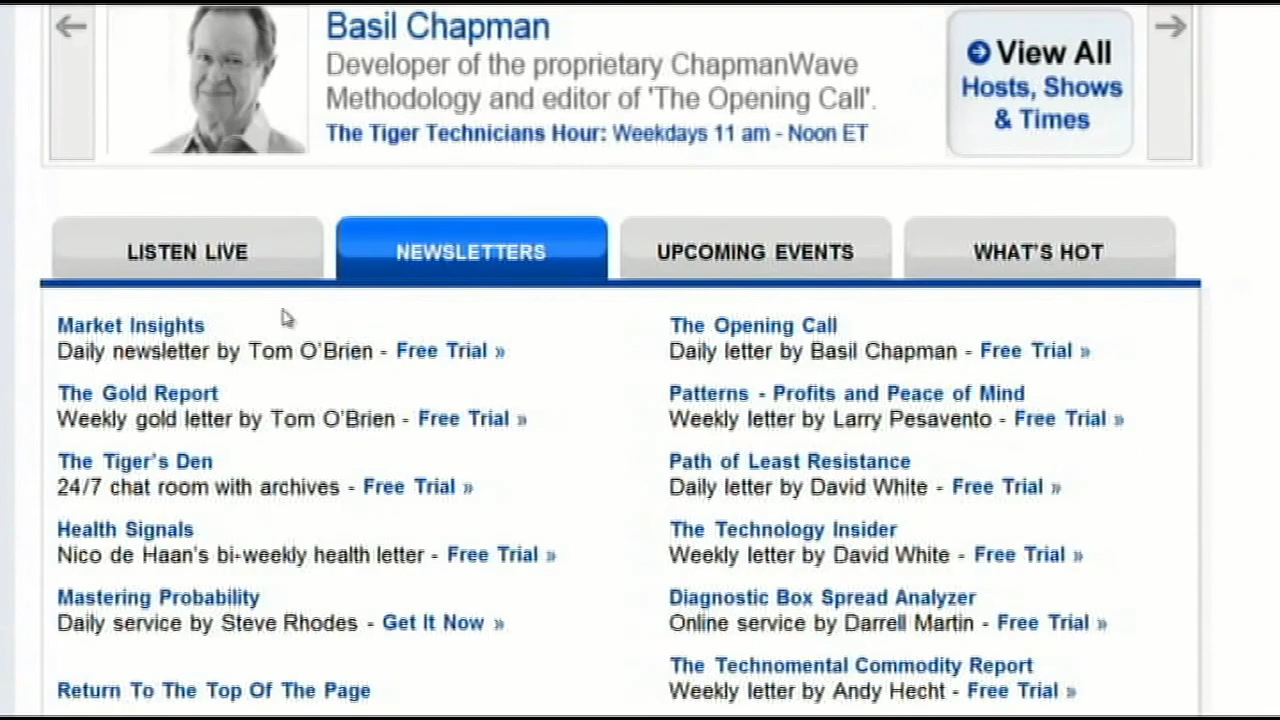 Basil Chapman
Developer of the proprietary ChapmanWave
Methodology and editor of 'The Opening Call'.
The Tiger Technicians Hour: Weekdays 11 am - Noon ET
View All
Hosts, Shows
& Times
LISTEN LIVE
NEWSLETTERS
UPCOMING EVENTS
WHAT'S HOT
Market Insights
Daily newsletter by Tom O'Brien - Free Trial »
The Gold Report
Weekly gold letter by Tom O'Brien - Free Trial »
The Tiger's Den
24/7 chat room with archives - Free Trial »
Health Signals
Nico de Haan's bi-weekly health letter - Free Trial »
Mastering Probability
Daily service by Steve Rhodes - Get It Now »
Return To The Top Of The Page
The Opening Call
Daily letter by Basil Chapman - Free Trial »
Patterns - Profits and Peace of Mind
Weekly letter by Larry Pesavento - Free Trial »
Path of Least Resistance
Daily letter by David White - Free Trial »
The Technology Insider
Weekly letter by David White - Free Trial »
Diagnostic Box Spread Analyzer
Online service by Darrell Martin - Free Trial »
The Technomental Commodity Report
Weekly letter by Andy Hecht - Free Trial »